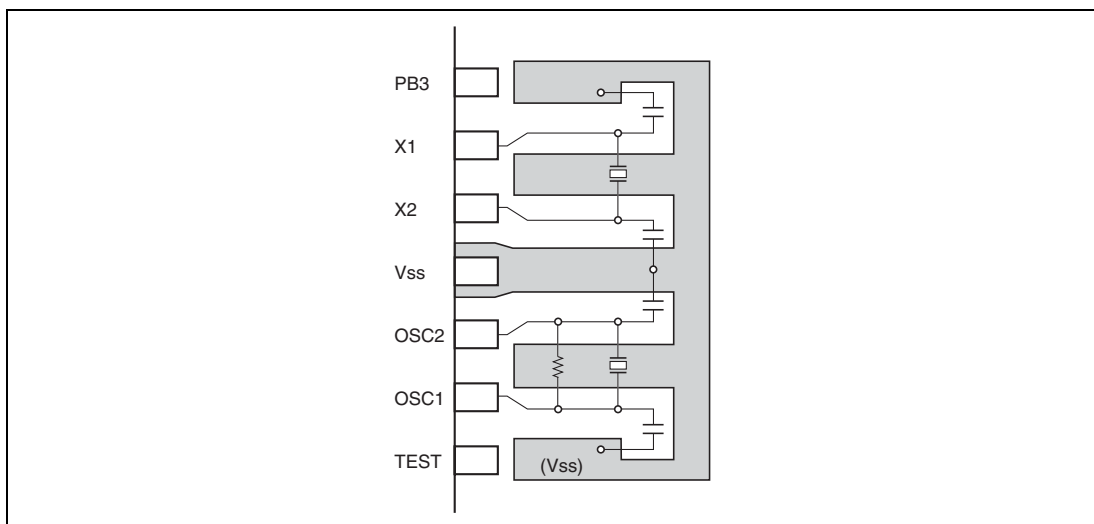 PB3
X1
X2
Vss
OSC2
OSC1
TEST
(Vss)